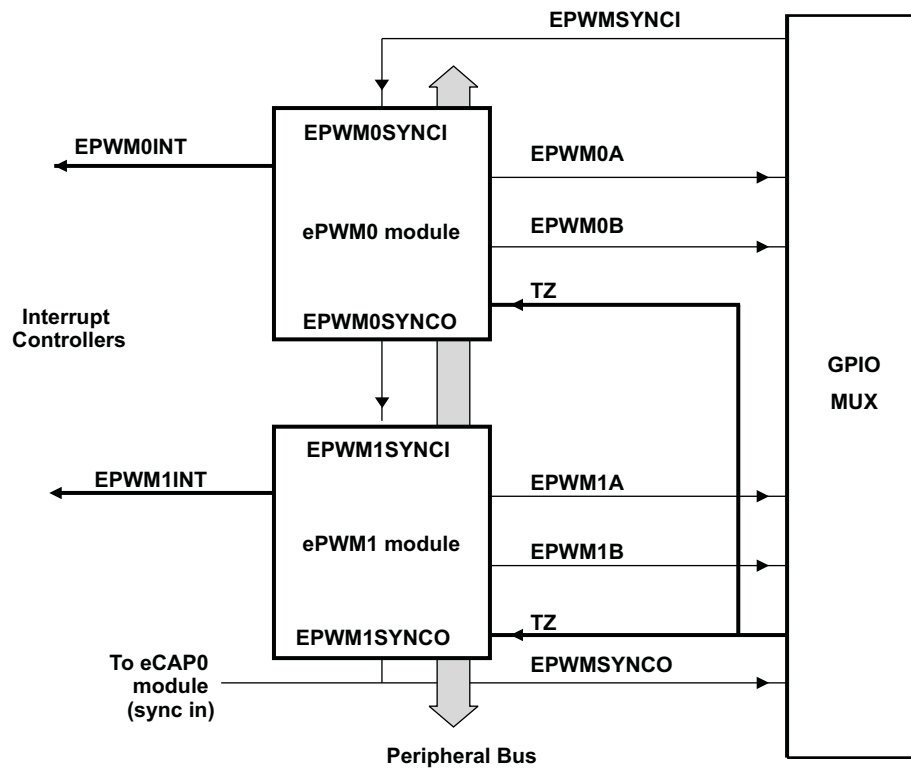 EPWMSYNCI
EPWM0SYNCI
EPWM0INT
EPWM0A
ePWM0 module
EPWM0B
TZ
EPWM0SYNCO
Interrupt
Controllers
GPIO
MUX
EPWM1SYNCI
EPWM1INT
EPWM1A
ePWM1 module
EPWM1B
TZ
EPWM1SYNCO
To eCAP0
module
(sync in)
EPWMSYNCO
Peripheral Bus